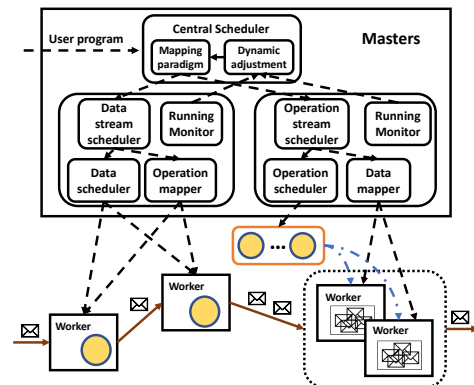 Central Scheduler
User program
Mapping
paradigm
Dynamic
adjustment
Masters
Data
stream
scheduler
Running
Monitor
Operation
stream
scheduler
Running
Monitor
Data
scheduler
Operation
mapper
Operation
scheduler
Data
mapper
...
Worker
Worker
Worker
Worker